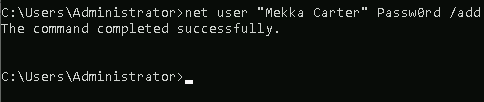 C:\Users\Administrator>net user "Mekka Carter" Passw0rd /add
The command completed successfully.
C:\Users\Administrator>